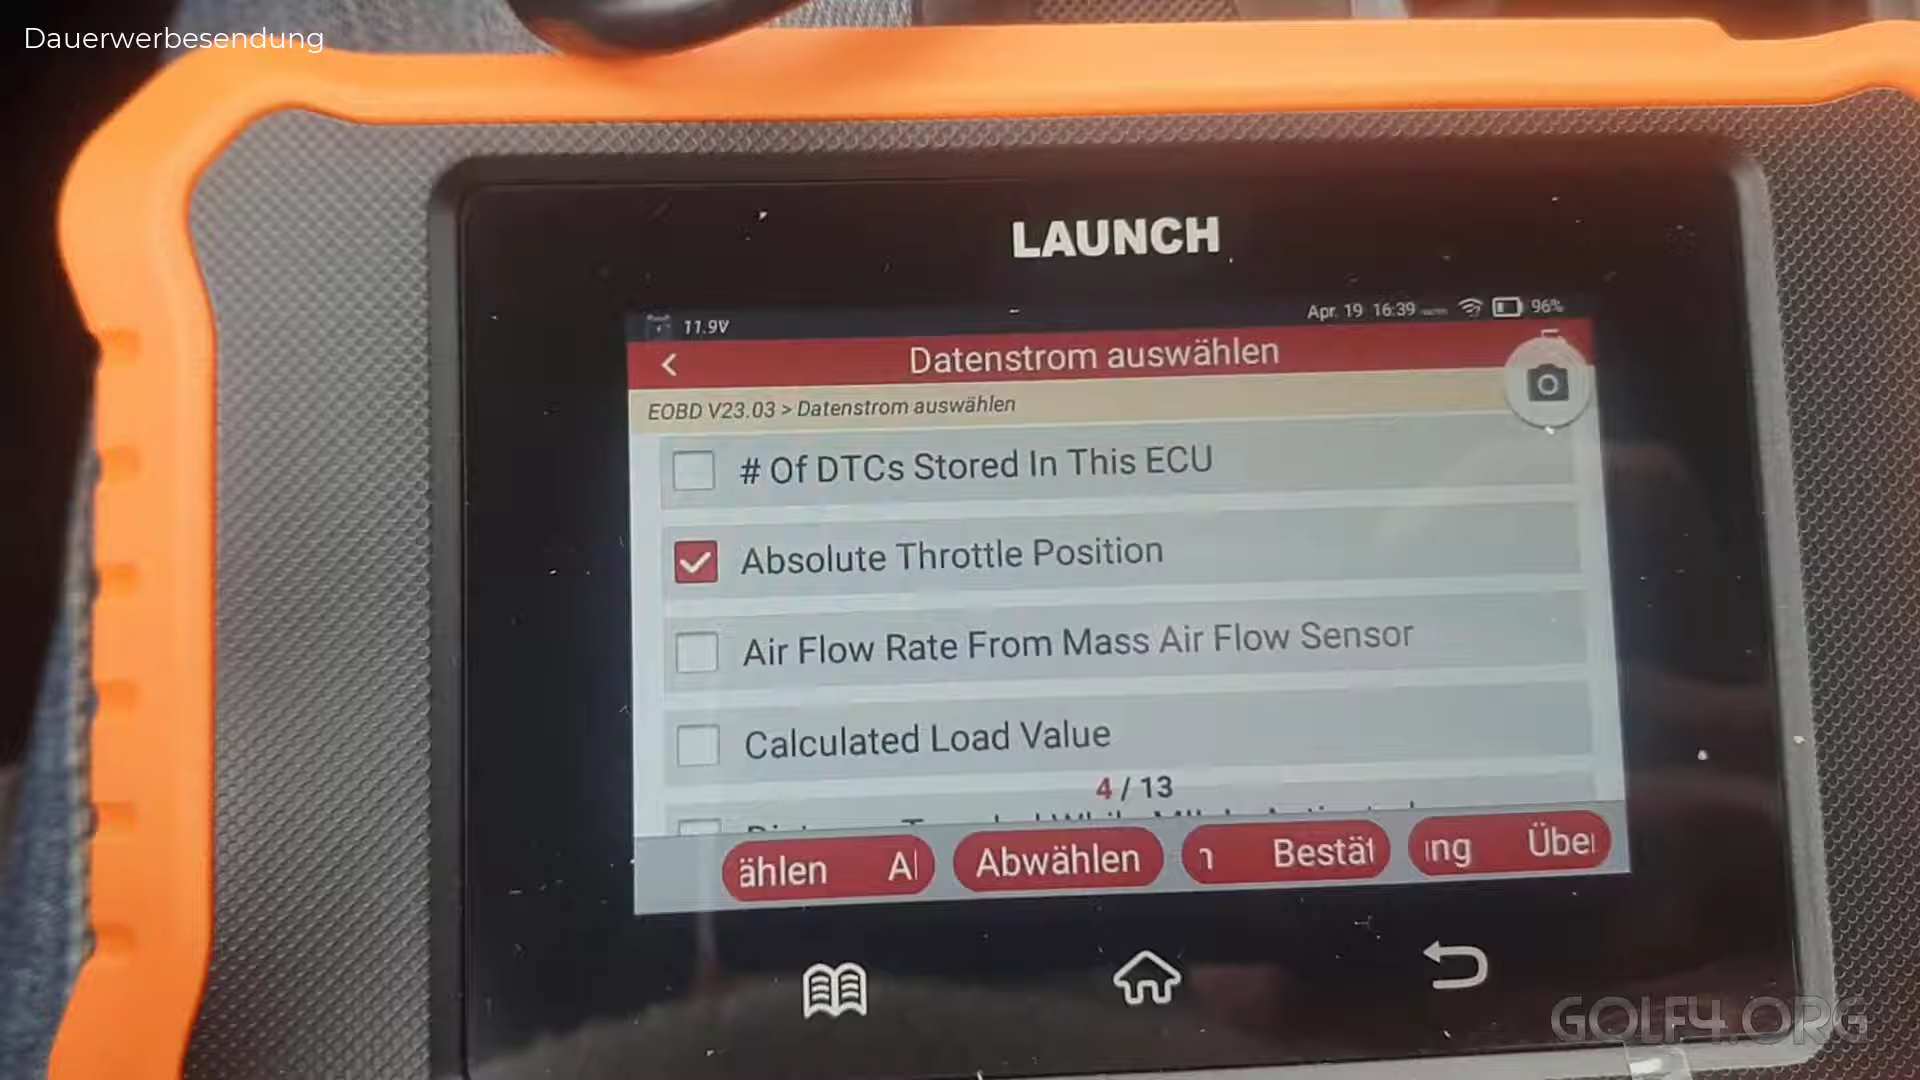 Dauerwerbesendung
LAUNCH
11.9V
Apr. 19 16:39
96%
Datenstrom auswählen
EOBD V23.03 > Datenstrom auswählen
# Of DTCs Stored In This ECU
Absolute Throttle Position
Air Flow Rate From Mass Air Flow Sensor
Calculated Load Value
4 / 13
ählen Al Abwählen Bestät ng Über
GOLF4.ORG